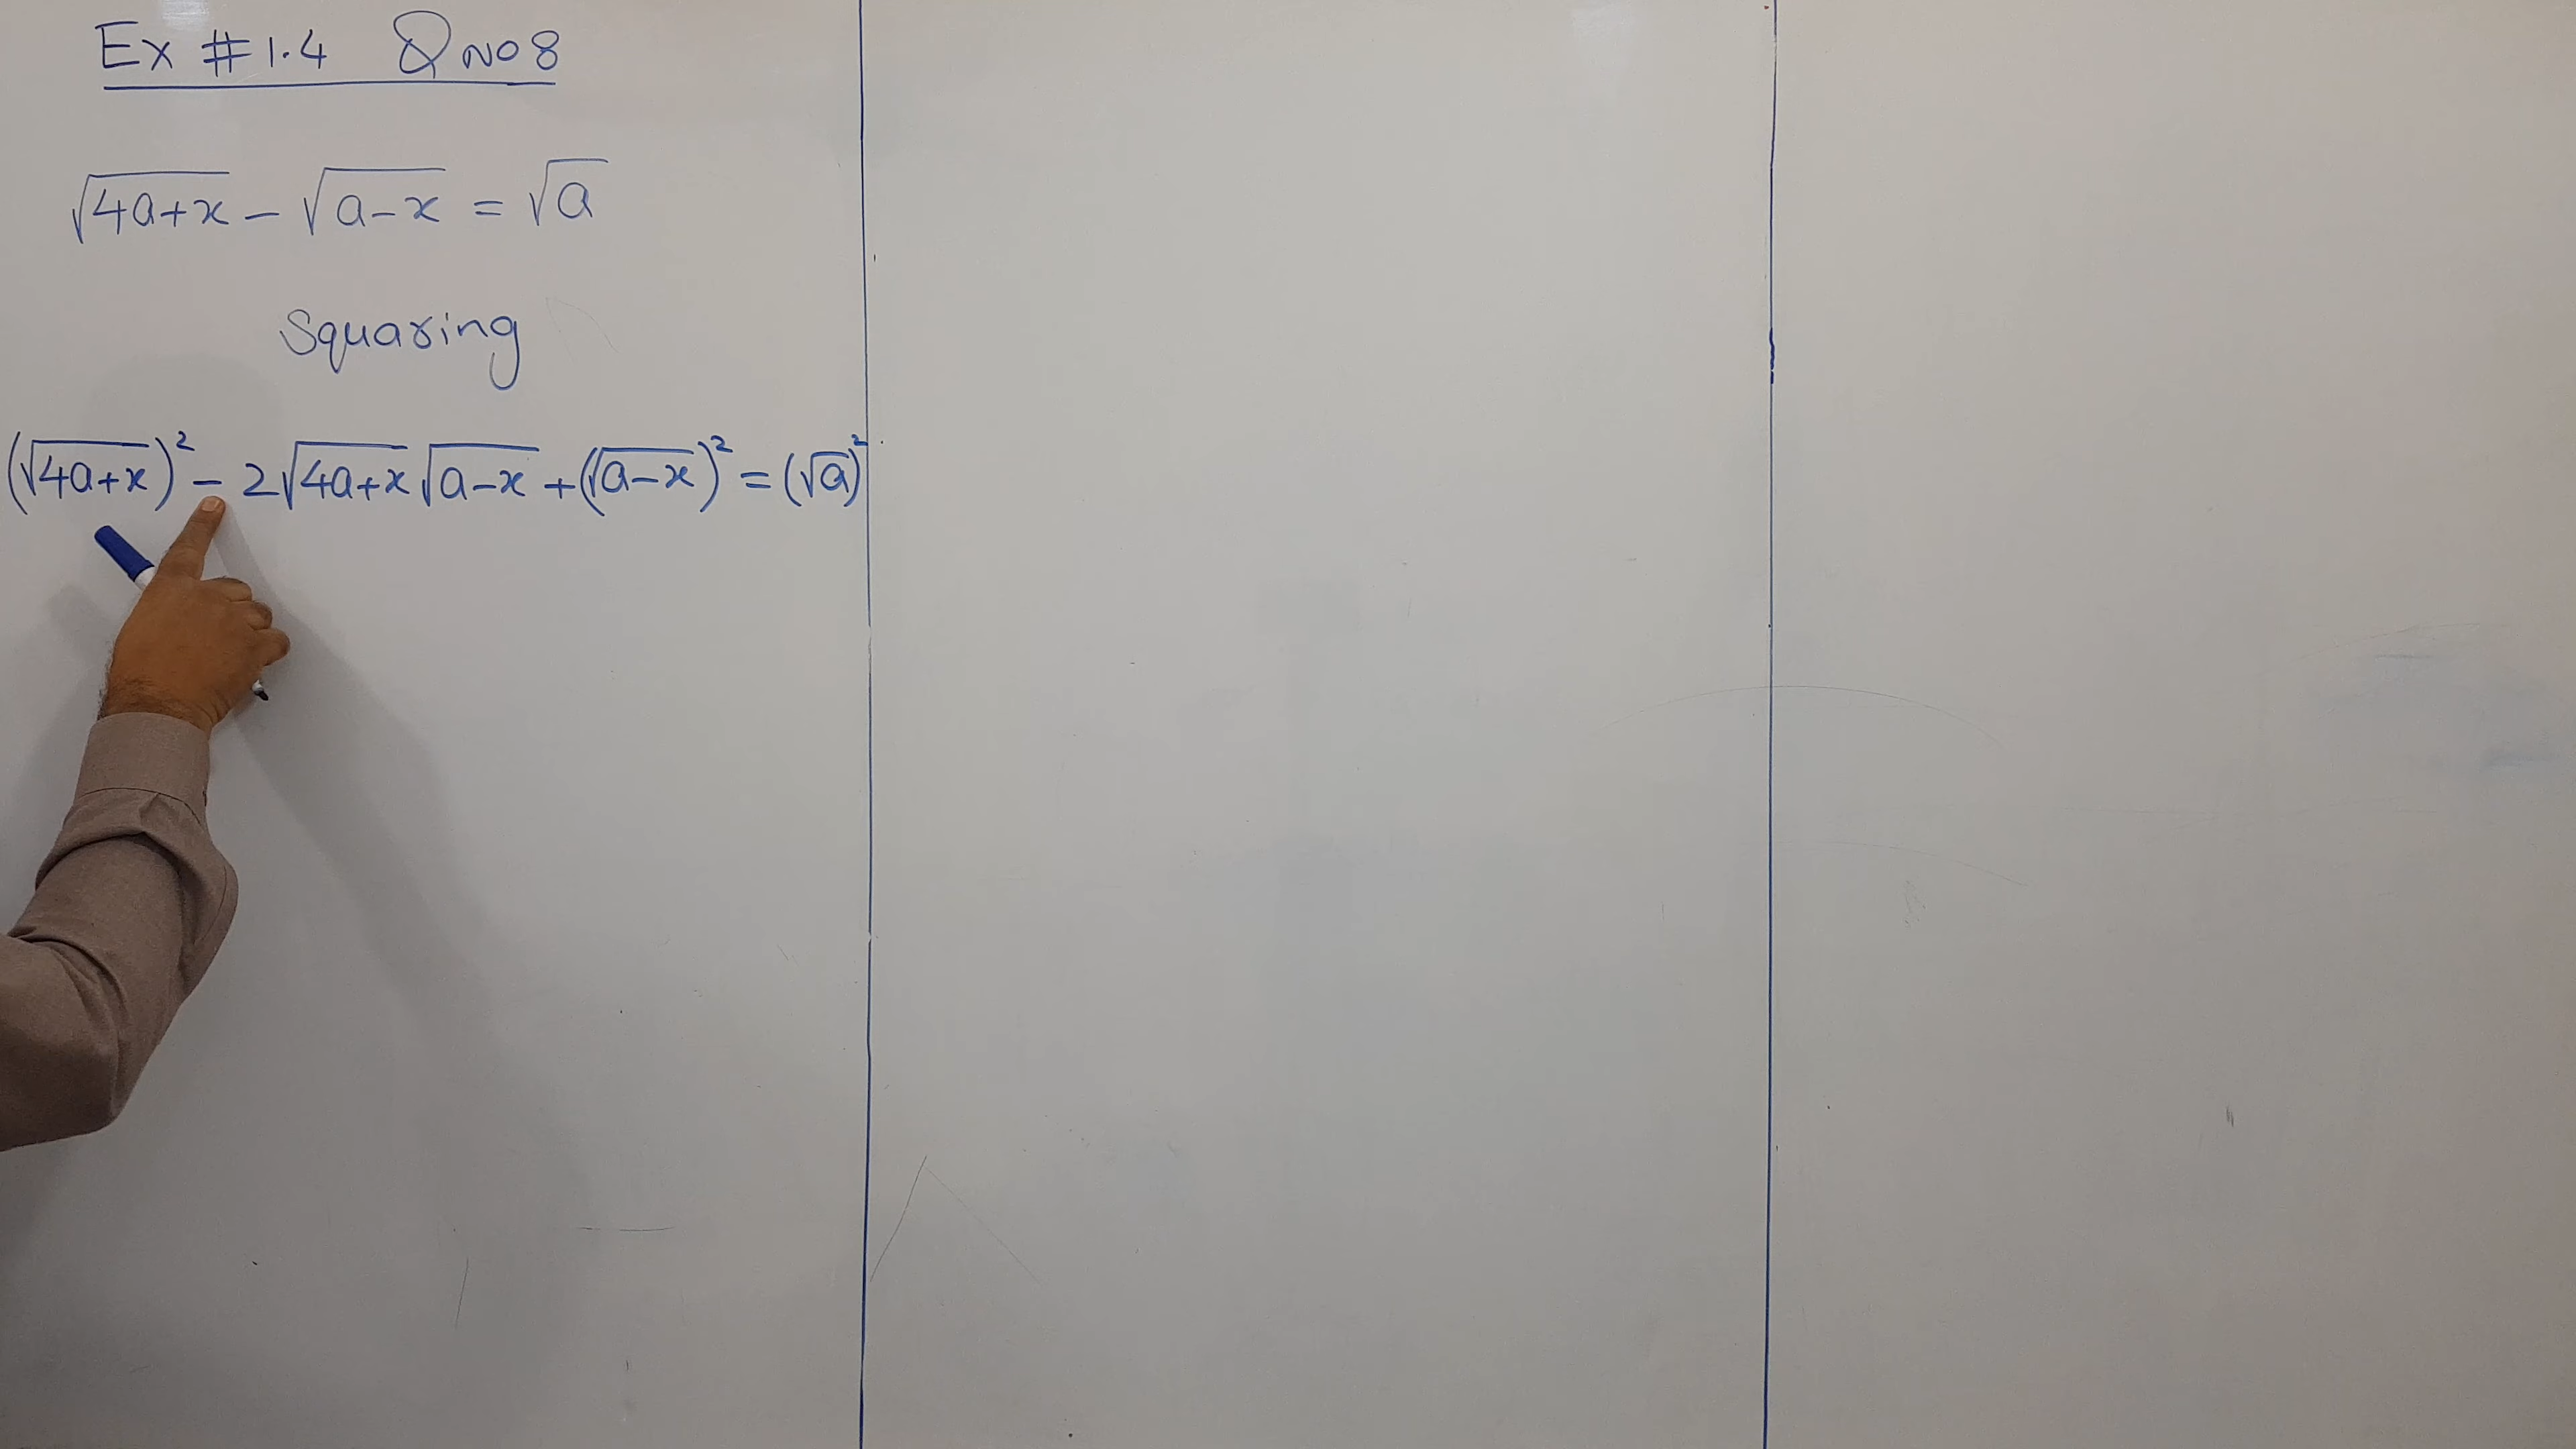 Ex #1.4 Q NO 8
√(4a+x) - √(a-x) = √a
Squaring
(√(4a+x))² - 2√(4a+x) √(a-x) + (√(a-x))² = (√a)²